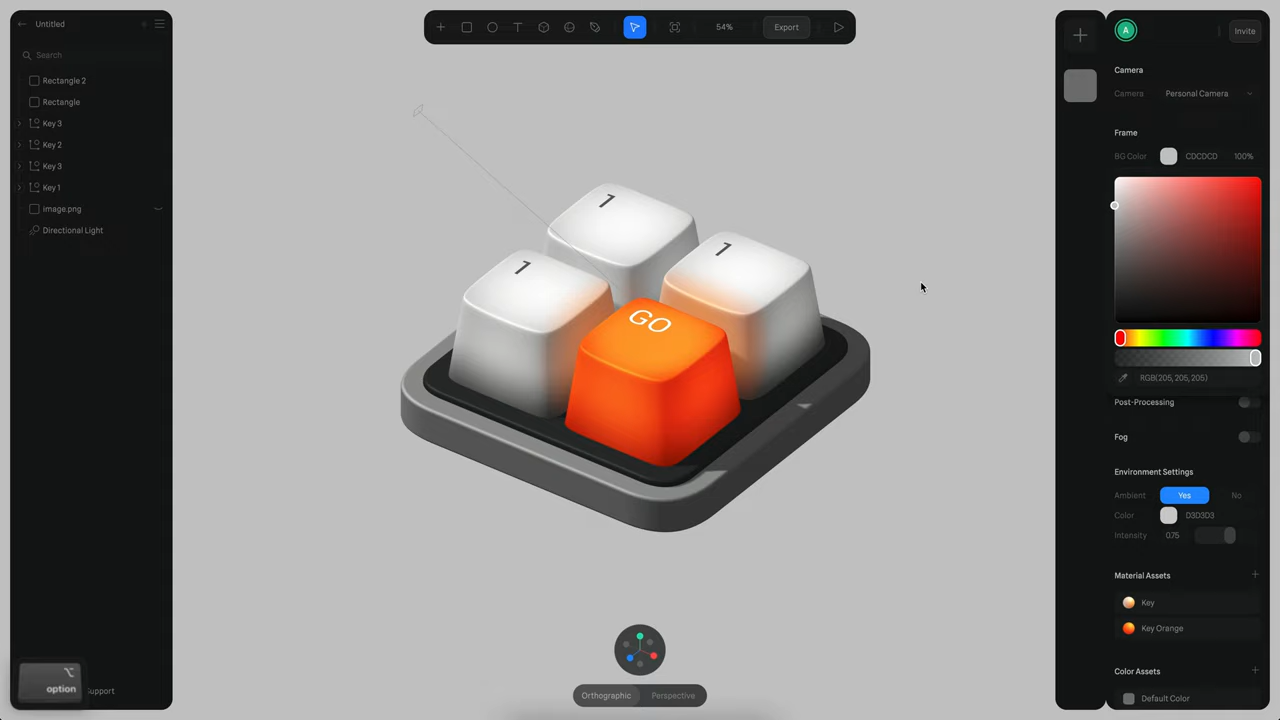 Untitled
Search
Rectangle 2
Rectangle
Key 3
Key 2
Key 3
Key 1
image.png
Directional Light
option
Support
T
54%
Export
1
1
1
GO
Orthographic
Perspective
A
Invite
Camera
Camera
Personal Camera
Frame
BG Color
CDCDCD
100%
RGB(205, 205, 205)
Post-Processing
Fog
Environment Settings
Ambient
Yes
No
Color
D3D3D3
Intensity
0.75
Material Assets
Key
Key Orange
Color Assets
Default Color